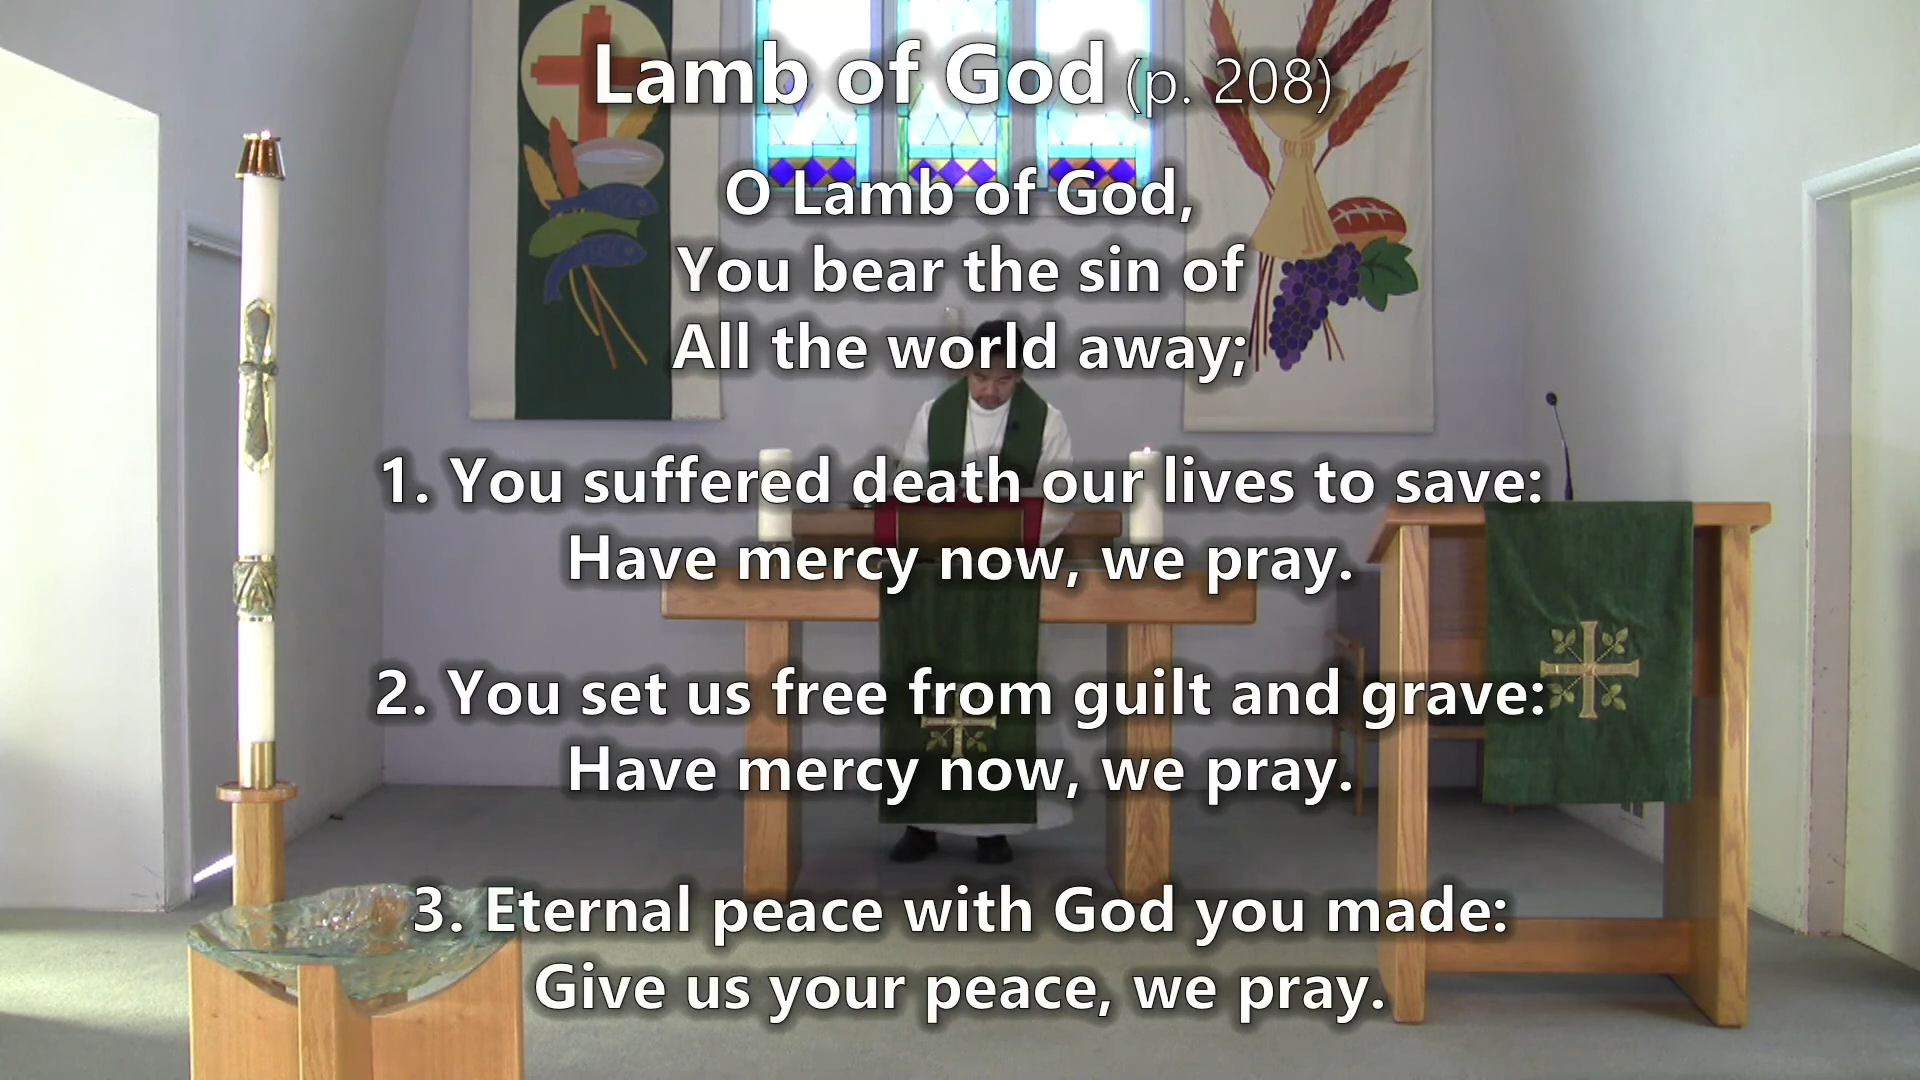 Lamb of God (p. 208)
O Lamb of God,
You bear the sin of
All the world away;
1. You suffered death our lives to save:
Have mercy now, we pray.
2. You set us free from guilt and grave:
Have mercy now, we pray.
3. Eternal peace with God you made:
Give us your peace, we pray.